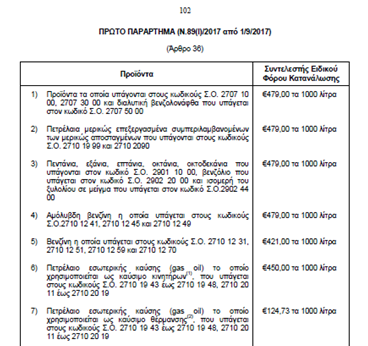 102
ΠΡΩΤΟ ΠΑΡΑΡΤΗΜΑ (Ν.89(Ι)/2017 από 1/9/2017)
(Άρθρο 36)
Προϊόντα
Συντελεστής Ειδικού
Φόρου Κατανάλωσης
1) Προϊόντα τα οποία υπάγονται στους κωδικούς Σ.Ο. 2707 10
00, 2707 30 00 και διαλυτική βενζολονάφθα που υπάγεται
στον κωδικό Σ.Ο. 2707 50 00
€479,00 τα 1000 λίτρα
2) Πετρέλαια μερικώς επεξεργασμένα συμπεριλαμβανομένων
των μερικώς αποσταγμένων που υπάγονται στους κωδικούς
Σ.Ο. 2710 19 99 και 2710 2090
€479,00 τα 1000 λίτρα
3) Πεντάνια, εξάνια, επτάνια, οκτάνια, οκτοδεκάνια που
υπάγονται στον κωδικό Σ.Ο. 2901 10 00, βενζόλιο που
υπάγεται στον κωδικό Σ.Ο. 2902 20 00 και ισομερή του
ξυλολίου σε μείγμα που υπάγεται στον κωδικό Σ.Ο.2902 44
00
€479,00 τα 1000 λίτρα
4) Αμόλυβδη βενζίνη η οποία υπάγεται στους κωδικούς
Σ.Ο.2710 12 41, 2710 12 45 και 2710 12 49
€479,00 τα 1000 λίτρα
5) Βενζίνη η οποία υπάγεται στους κωδικούς Σ.Ο. 2710 12 31,
2710 12 51, 2710 12 59 και 2710 12 70
€421,00 τα 1000 λίτρα
6) Πετρέλαιο εσωτερικής καύσης (gas oil) το οποίο
χρησιμοποιείται ως καύσιμο κινητήρων(1), που υπάγεται
στους κωδικούς Σ.Ο. 2710 19 43 έως 2710 19 48, 2710 20
11 έως 2710 20 19
€450,00 τα 1000 λίτρα
7) Πετρέλαιο εσωτερικής καύσης (gas oil) το οποίο
χρησιμοποιείται ως καύσιμο θέρμανσης(2), που υπάγεται
στους κωδικούς Σ.Ο. 2710 19 43 έως 2710 19 48, 2710 20
11 έως 2710 20 19
€124,73 τα 1000 λίτρα